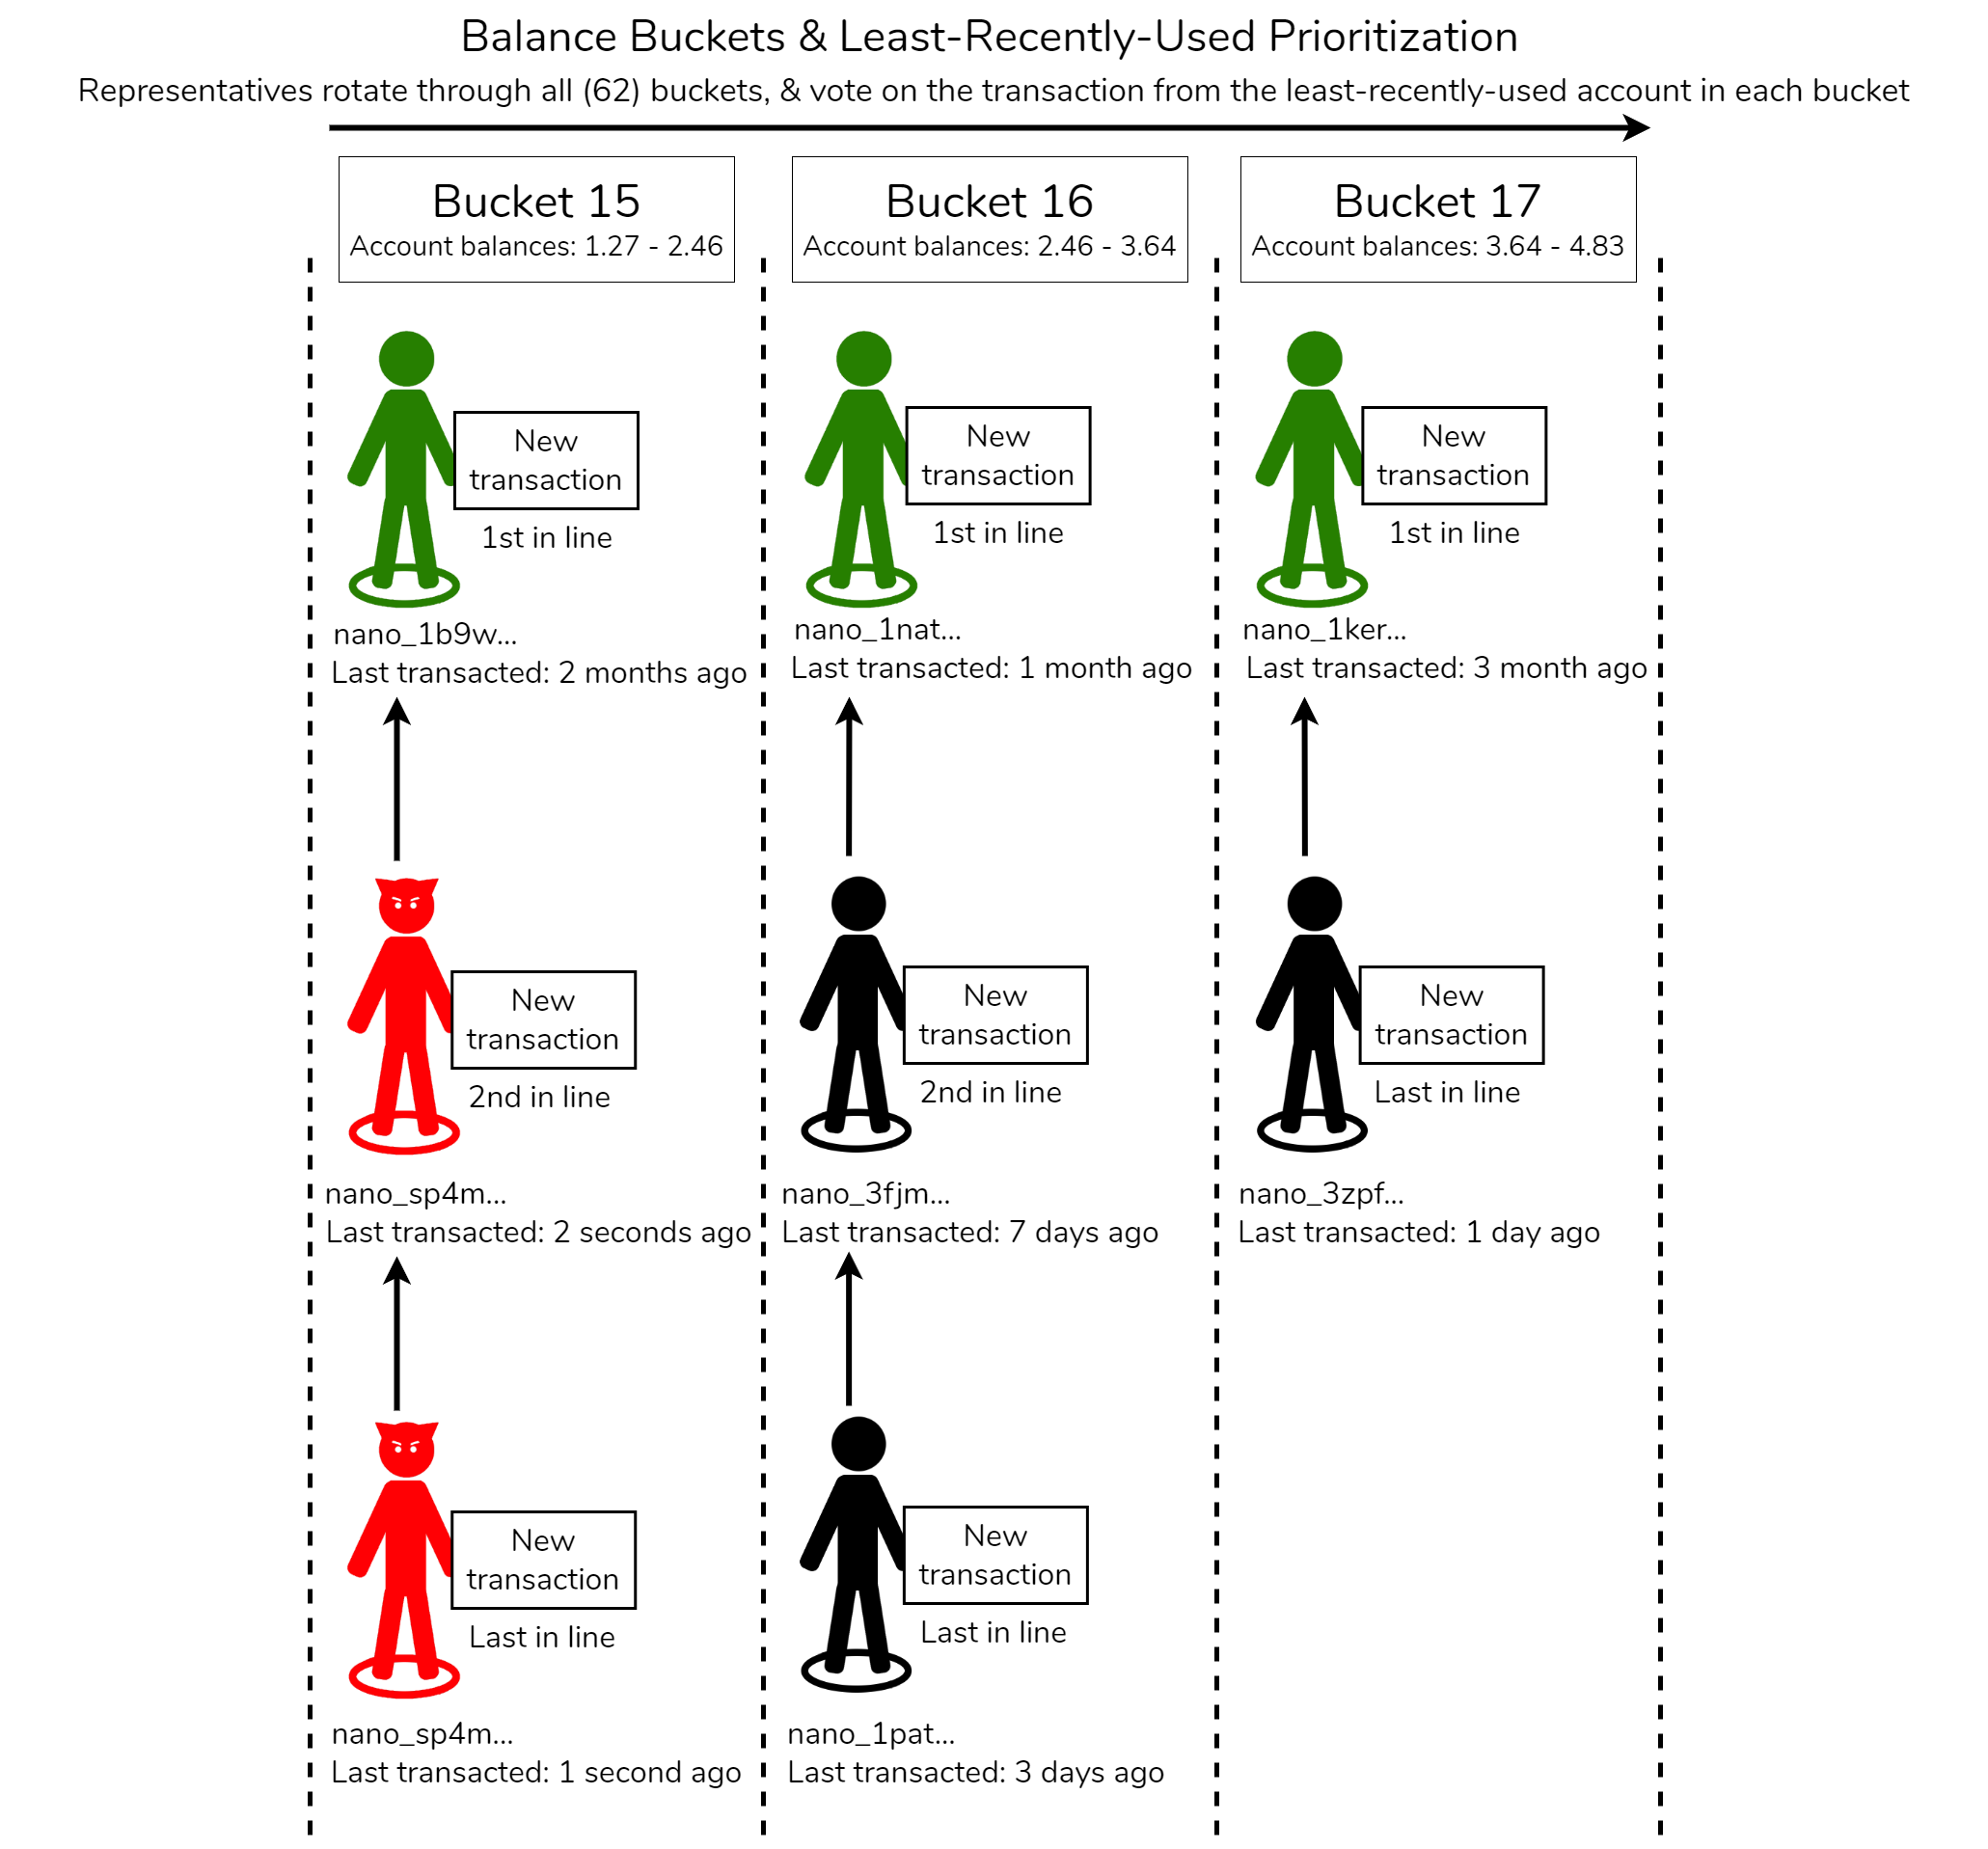 Balance Buckets & Least-Recently-Used Prioritization
Representatives rotate through all (62) buckets, & vote on the transaction from the least-recently-used account in each bucket
Bucket 15
Account balances: 1.27 - 2.46
New
transaction
1st in line
nano_1b9w...
Last transacted: 2 months ago
New
transaction
2nd in line
nano_sp4m...
Last transacted: 2 seconds ago
New
transaction
Last in line
nano_sp4m...
Last transacted: 1 second ago
Bucket 16
Account balances: 2.46 - 3.64
New
transaction
1st in line
nano_1nat...
Last transacted: 1 month ago
New
transaction
2nd in line
nano_3fjm...
Last transacted: 7 days ago
New
transaction
Last in line
nano_1pat...
Last transacted: 3 days ago
Bucket 17
Account balances: 3.64 - 4.83
New
transaction
1st in line
nano_1ker...
Last transacted: 3 month ago
New
transaction
Last in line
nano_3zpf...
Last transacted: 1 day ago